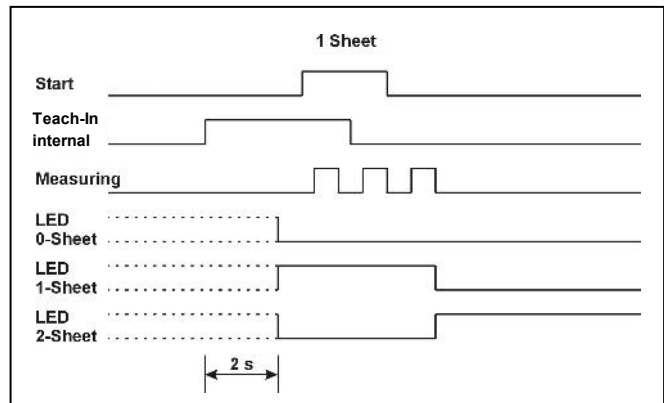 1 Sheet
Start
Teach-In
internal
Measuring
LED
0-Sheet
LED
1-Sheet
LED
2-Sheet
2 s